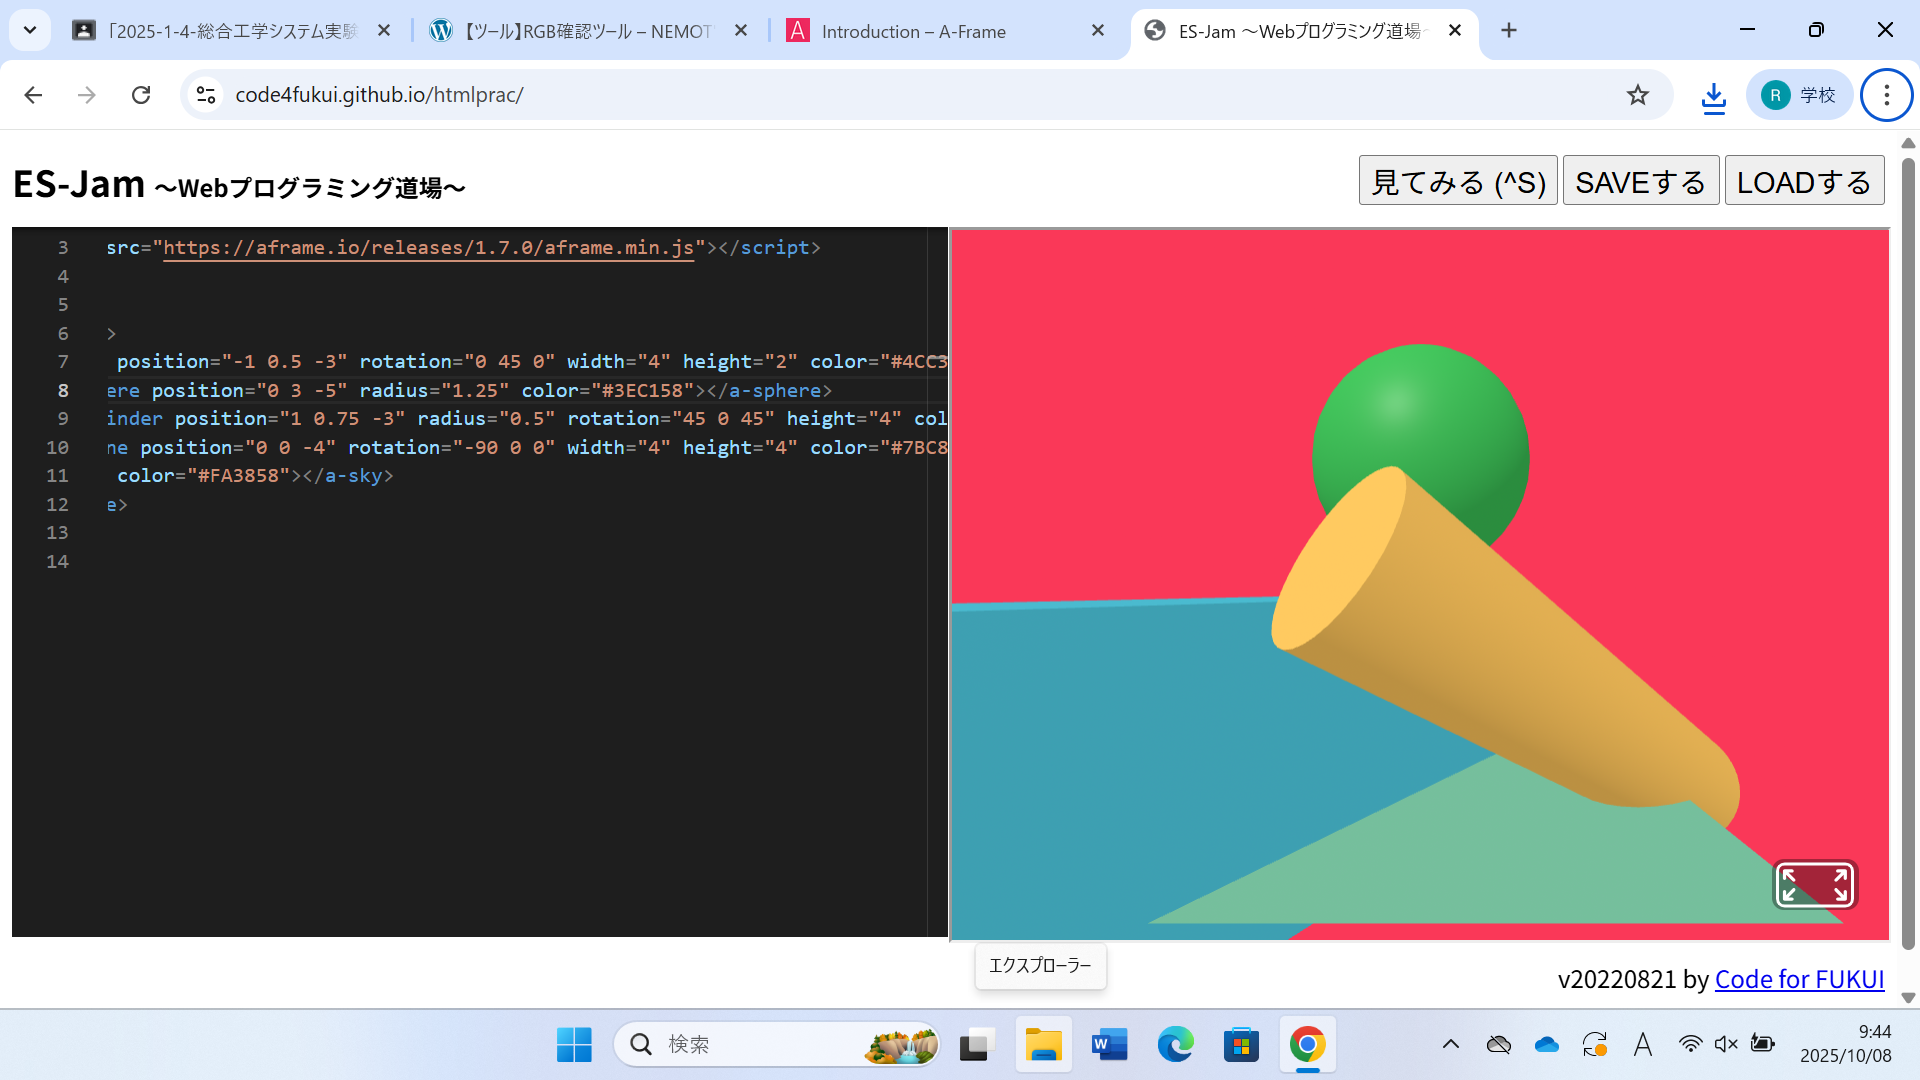 「2025-1-4-総合工学システム実験
【ツール】RGB確認ツール – NEMOT
Introduction – A-Frame
ES-Jam 〜Webプログラミング道場〜
code4fukui.github.io/htmlprac/
R 学校
ES-Jam 〜Webプログラミング道場〜
見てみる (^S)
SAVEする
LOADする
3 src="https://aframe.io/releases/1.7.0/aframe.min.js"></script>
4
5
6 >
7 position="-1 0.5 -3" rotation="0 45 0" width="4" height="2" color="#4CC3
8 ere position="0 3 -5" radius="1.25" color="#3EC158"></a-sphere>
9 inder position="1 0.75 -3" radius="0.5" rotation="45 0 45" height="4" col
10 ne position="0 0 -4" rotation="-90 0 0" width="4" height="4" color="#7BC8
11 color="#FA3858"></a-sky>
12 e>
13
14
エクスプローラー
v20220821 by Code for FUKUI
検索
A
9:44
2025/10/08